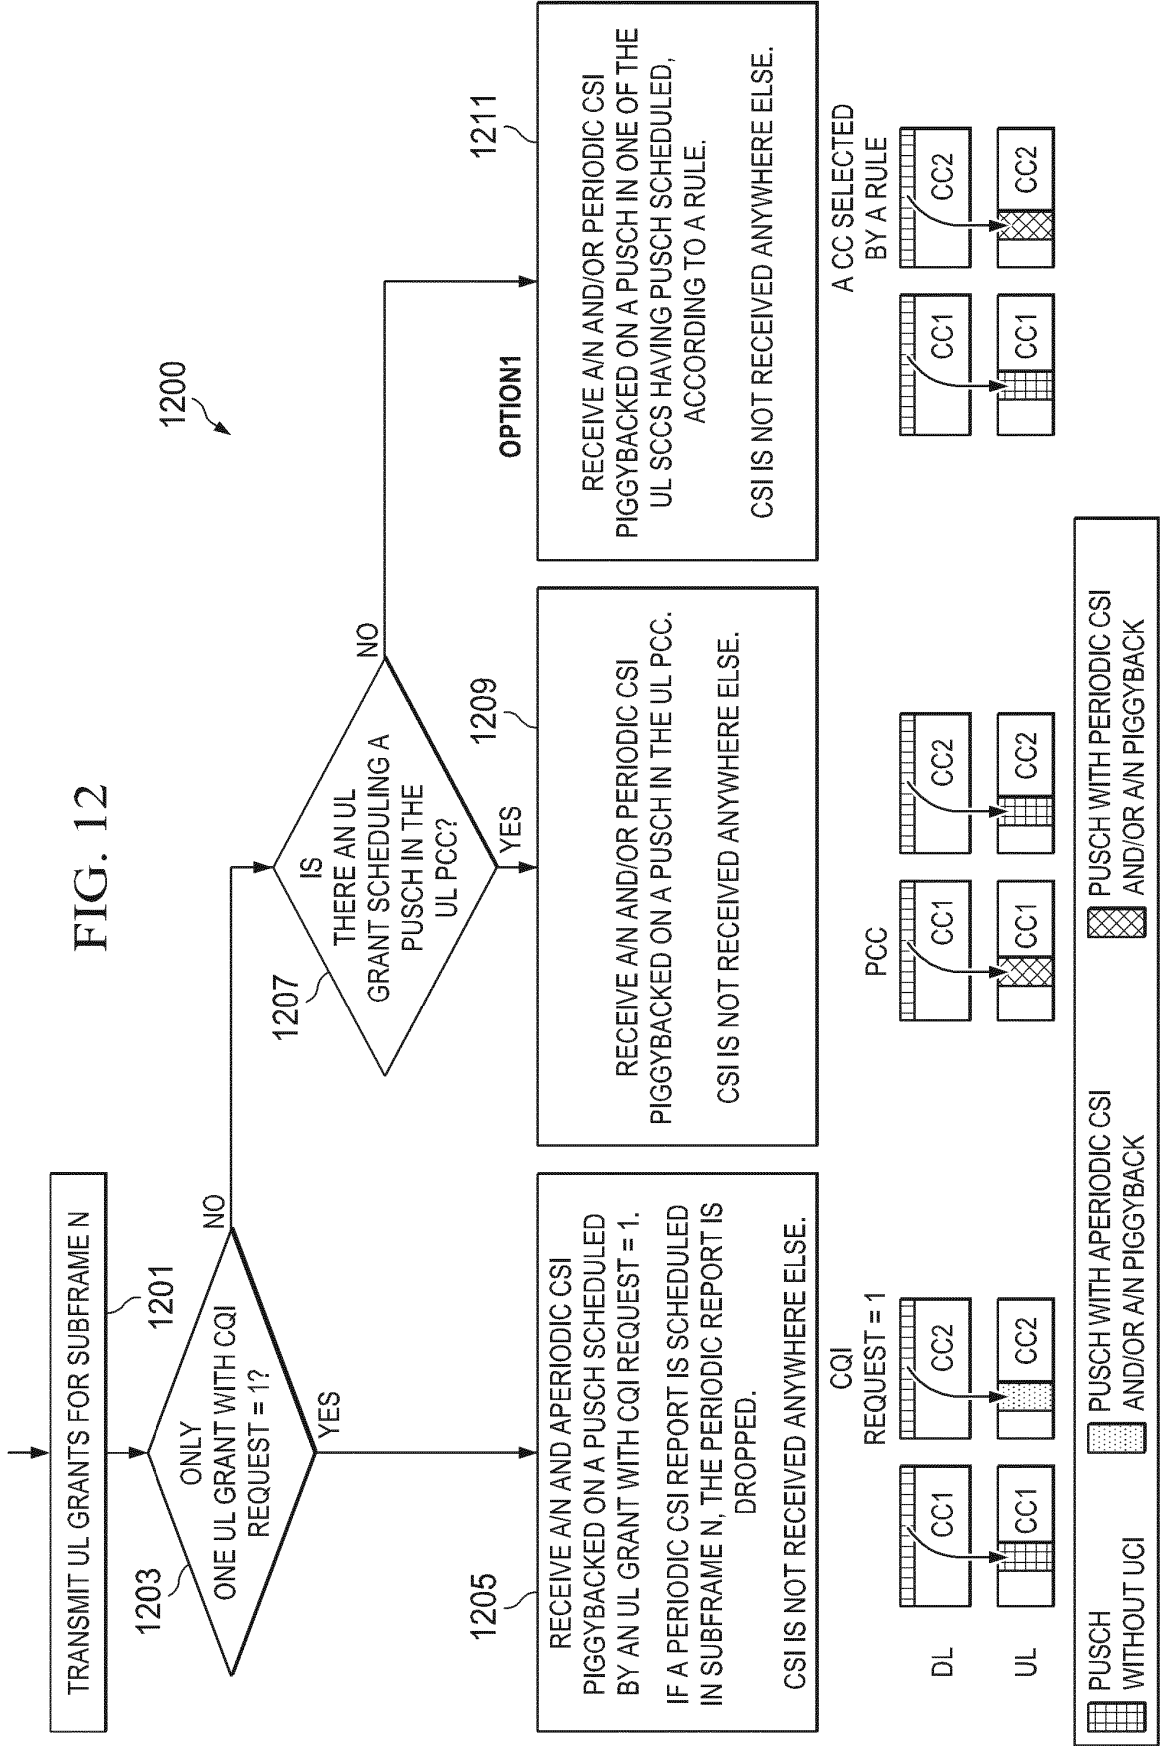 FIG. 12
1200
TRANSMIT UL GRANTS FOR SUBFRAME N
1201
1203
ONLY
ONE UL GRANT WITH CQI
REQUEST = 1?
NO
YES
1207
IS
THERE AN UL
GRANT SCHEDULING A
PUSCH IN THE
UL PCC?
NO
YES
1205
RECEIVE A/N AND APERIODIC CSI
PIGGYBACKED ON A PUSCH SCHEDULED
BY AN UL GRANT WITH CQI REQUEST = 1.
IF A PERIODIC CSI REPORT IS SCHEDULED
IN SUBFRAME N, THE PERIODIC REPORT IS
DROPPED.
CSI IS NOT RECEIVED ANYWHERE ELSE.
1209
RECEIVE A/N AND/OR PERIODIC CSI
PIGGYBACKED ON A PUSCH IN THE UL PCC.
CSI IS NOT RECEIVED ANYWHERE ELSE.
OPTION1
1211
RECEIVE A/N AND/OR PERIODIC CSI
PIGGYBACKED ON A PUSCH IN ONE OF THE
UL SCCS HAVING PUSCH SCHEDULED,
ACCORDING TO A RULE.
CSI IS NOT RECEIVED ANYWHERE ELSE.
CQI
REQUEST = 1
PCC
A CC SELECTED
BY A RULE
DL
CC1
CC2
CC1
CC2
CC1
CC2
UL
CC1
CC2
CC1
CC2
CC1
CC2
PUSCH
WITHOUT UCI
PUSCH WITH APERIODIC CSI
AND/OR A/N PIGGYBACK
PUSCH WITH PERIODIC CSI
AND/OR A/N PIGGYBACK